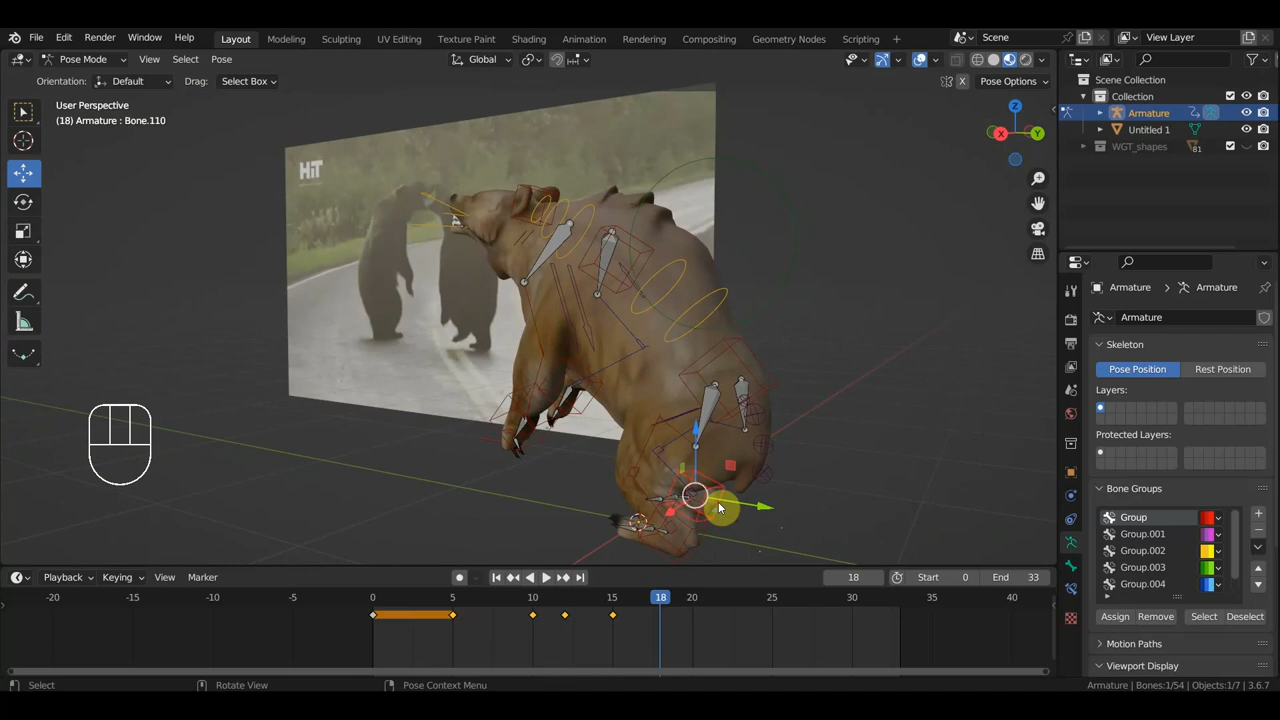 File Edit Render Window Help Layout Modeling Sculpting UV Editing Texture Paint Shading Animation Rendering Compositing Geometry Nodes Scripting + Scene View Layer
Pose Mode View Select Pose Global
Orientation: Default Drag: Select Box X Pose Options
User Perspective
(18) Armature : Bone.110
HiT
Z
X
Y
Scene Collection
Collection
Armature
Untitled 1
WGT_shapes 81
Armature > Armature
Armature
Skeleton
Pose Position Rest Position
Layers:
Protected Layers:
Bone Groups
Group
Group.001
Group.002
Group.003
Group.004
Assign Remove Select Deselect
Motion Paths
Viewport Display
Playback Keying View Marker 18 Start 0 End 33
-20 -15 -10 -5 0 5 10 15 18 20 25 30 35 40
Select Rotate View Pose Context Menu Armature | Bones:1/54 | Objects:1/7 | 3.6.7